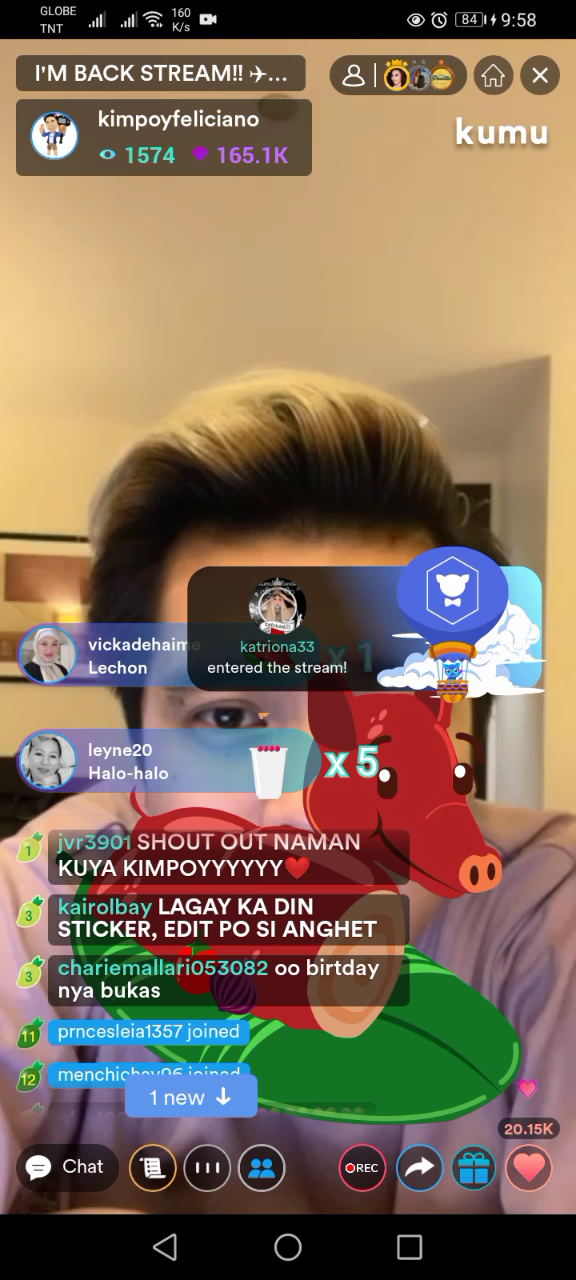 GLOBE
TNT
160
K/s
84
9:58
I'M BACK STREAM!! ✈...
kimpoyfeliciano
1574
165.1K
kumu
katriona33
entered the stream!
vickadehaime
Lechon
x 1
leyne20
Halo-halo
x 5
1
jvr3901 SHOUT OUT NAMAN
KUYA KIMPOYYYYYY❤️
3
kairolbay LAGAY KA DIN
STICKER, EDIT PO SI ANGHET
3
chariemallari053082 oo birtday
nya bukas
11
prncesleia1357 joined
12
menchichay96 joined
1 new ↓
20.15K
Chat
REC